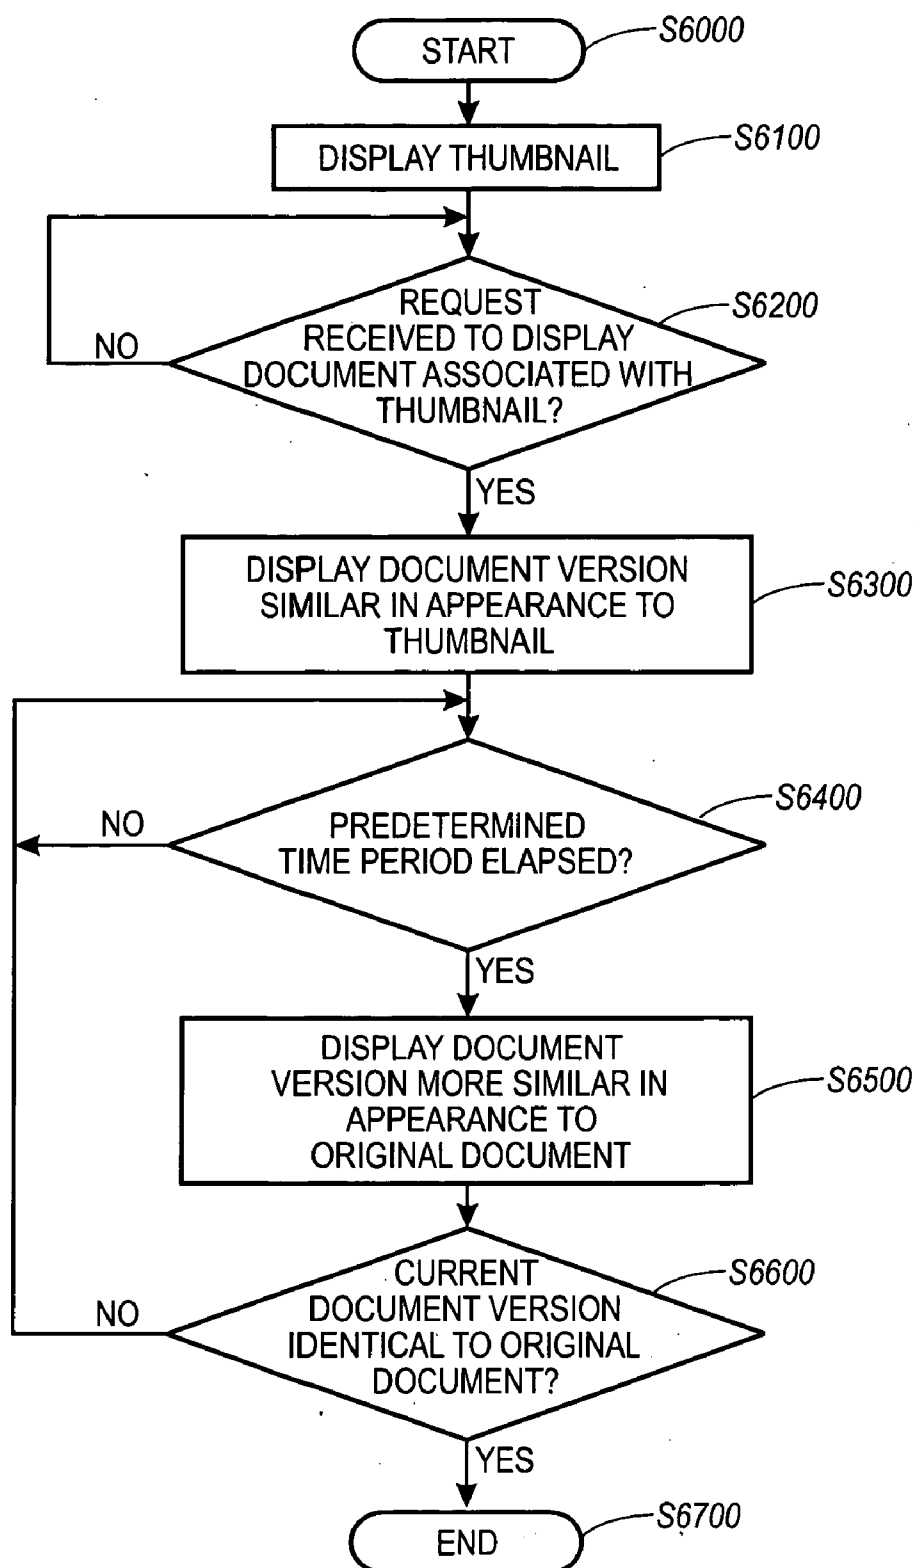 START
S6000
DISPLAY THUMBNAIL
S6100
REQUEST
RECEIVED TO DISPLAY
DOCUMENT ASSOCIATED WITH
THUMBNAIL?
S6200
NO
YES
DISPLAY DOCUMENT VERSION
SIMILAR IN APPEARANCE TO
THUMBNAIL
S6300
PREDETERMINED
TIME PERIOD ELAPSED?
S6400
NO
YES
DISPLAY DOCUMENT
VERSION MORE SIMILAR IN
APPEARANCE TO
ORIGINAL DOCUMENT
S6500
CURRENT
DOCUMENT VERSION
IDENTICAL TO ORIGINAL
DOCUMENT?
S6600
NO
YES
END
S6700